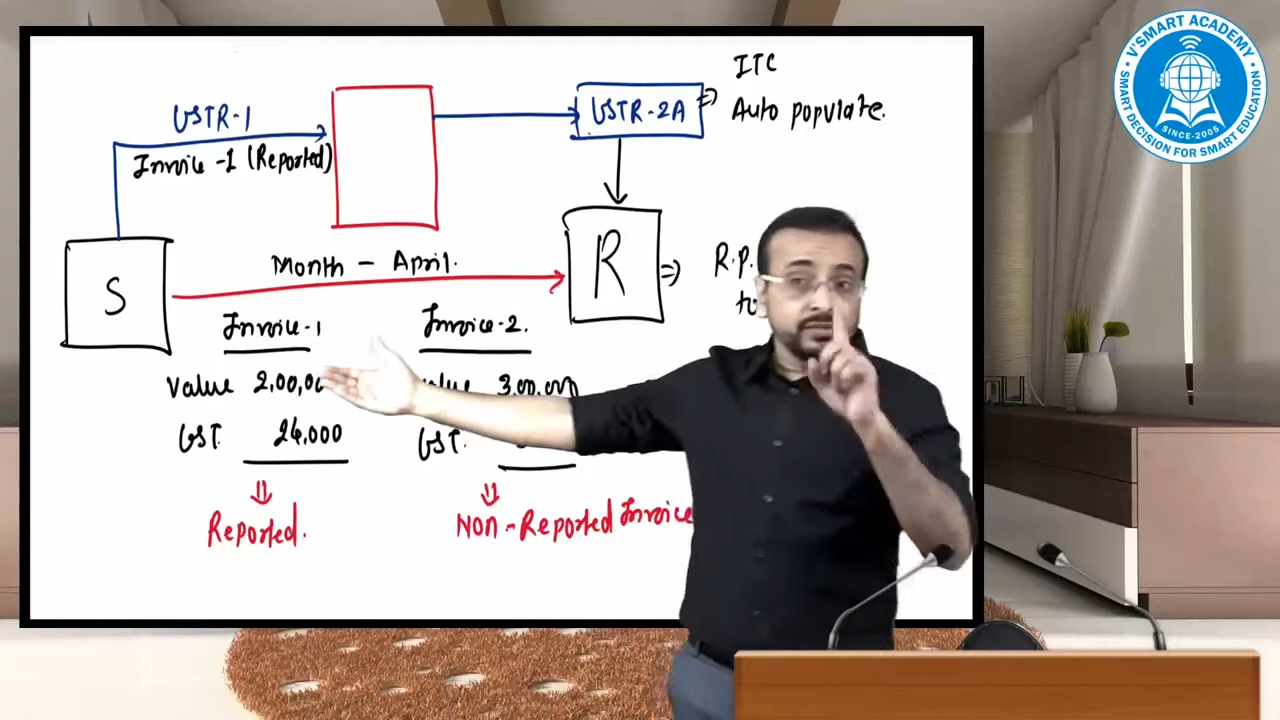 ITC
GSTR-1
GSTR-2A ⇒
Auto populate.
Invoice -1 (Reported)
S
Month - April.
R ⇒
R.p.
to
Invoice-1
Invoice-2.
Value 2,00,00
3,00,000
GST. 24,000
GST.
Reported.
Non-Reported Invoice
V'SMART ACADEMY
SMART DECISION FOR SMART EDUCATION
SINCE-2005